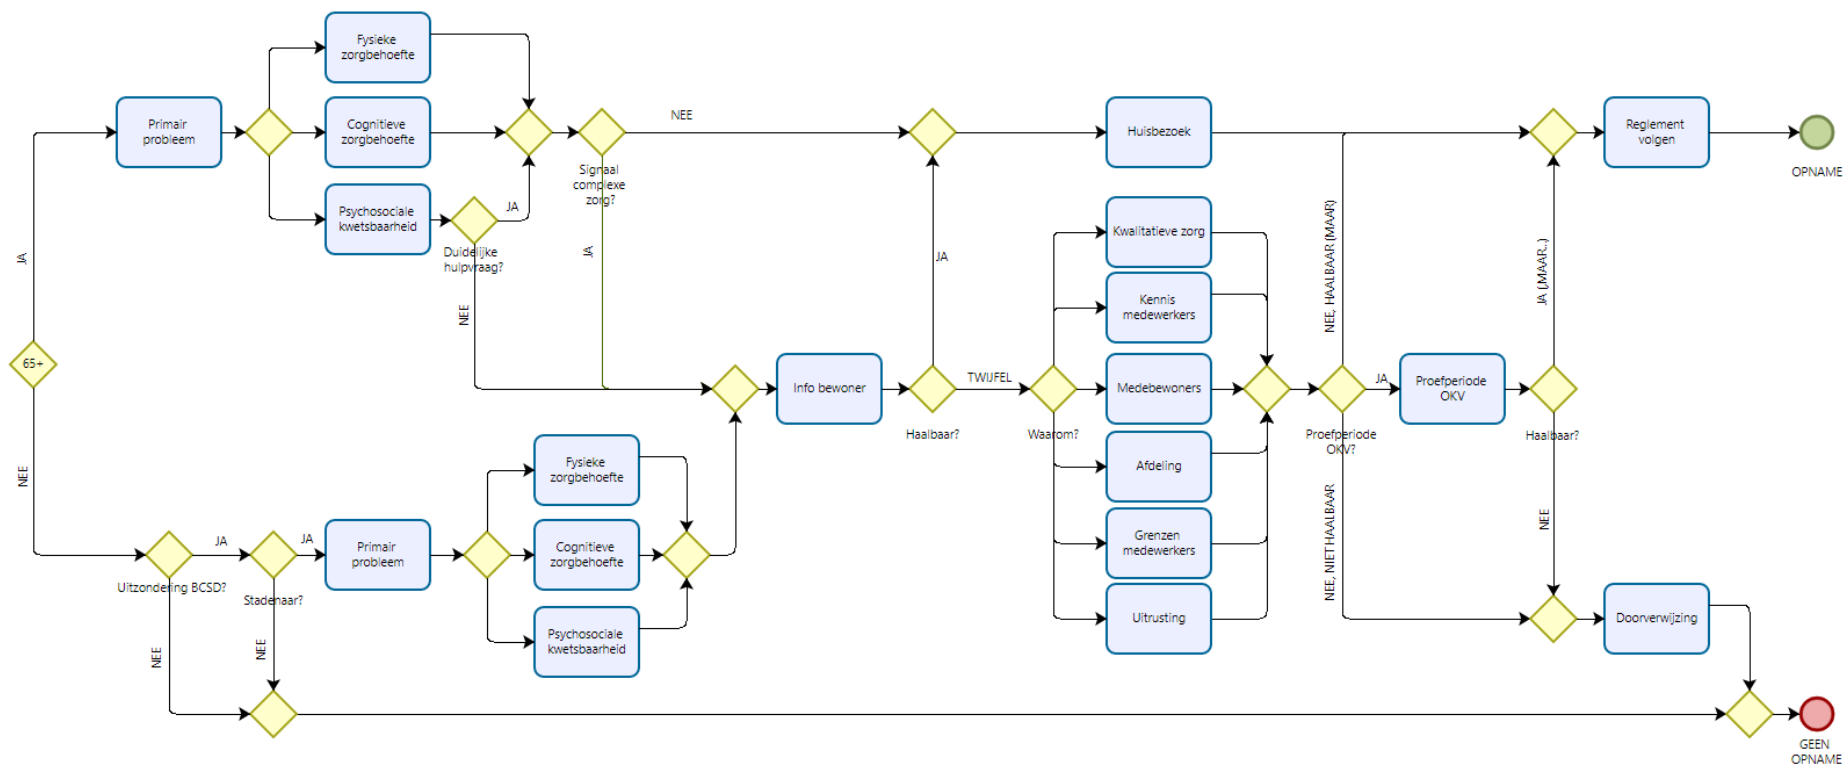 Fysieke
zorgbehoefte
Primair
probleem
Cognitieve
zorgbehoefte
Psychosociale
kwetsbaarheid
JA
Duidelijke
hulpvraag?
NEE
Signaal
complexe
zorg?
JA
NEE
JA
65+
NEE
Uitzondering BCSD?
JA
NEE
Stadenaar?
JA
NEE
Primair
probleem
Fysieke
zorgbehoefte
Cognitieve
zorgbehoefte
Psychosociale
kwetsbaarheid
Info bewoner
Haalbaar?
JA
TWIJFEL
Waarom?
Huisbezoek
Kwalitatieve zorg
Kennis
medewerkers
Medebewoners
Afdeling
Grenzen
medewerkers
Uitrusting
Proefperiode
OKV?
NEE, HAALBAAR (MAAR)
JA
NEE, NIET HAALBAAR
Proefperiode
OKV
Haalbaar?
JA (,MAAR..)
NEE
Reglement
volgen
OPNAME
Doorverwijzing
GEEN
OPNAME